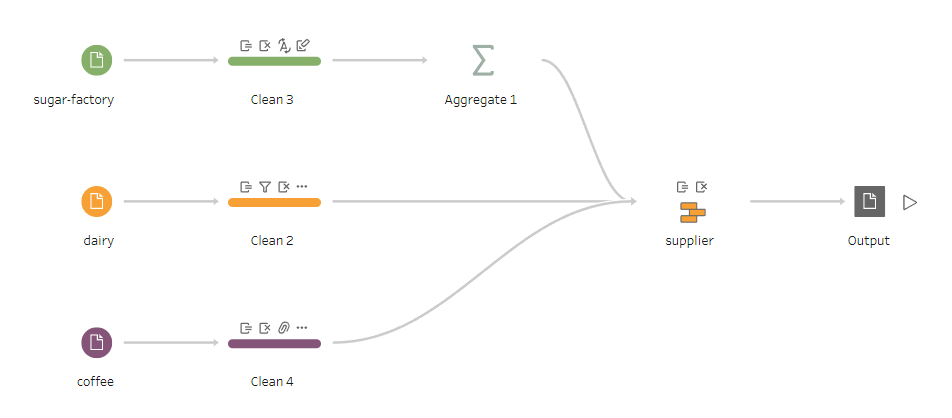 sugar-factory
Clean 3
Aggregate 1
dairy
Clean 2
supplier
Output
coffee
Clean 4